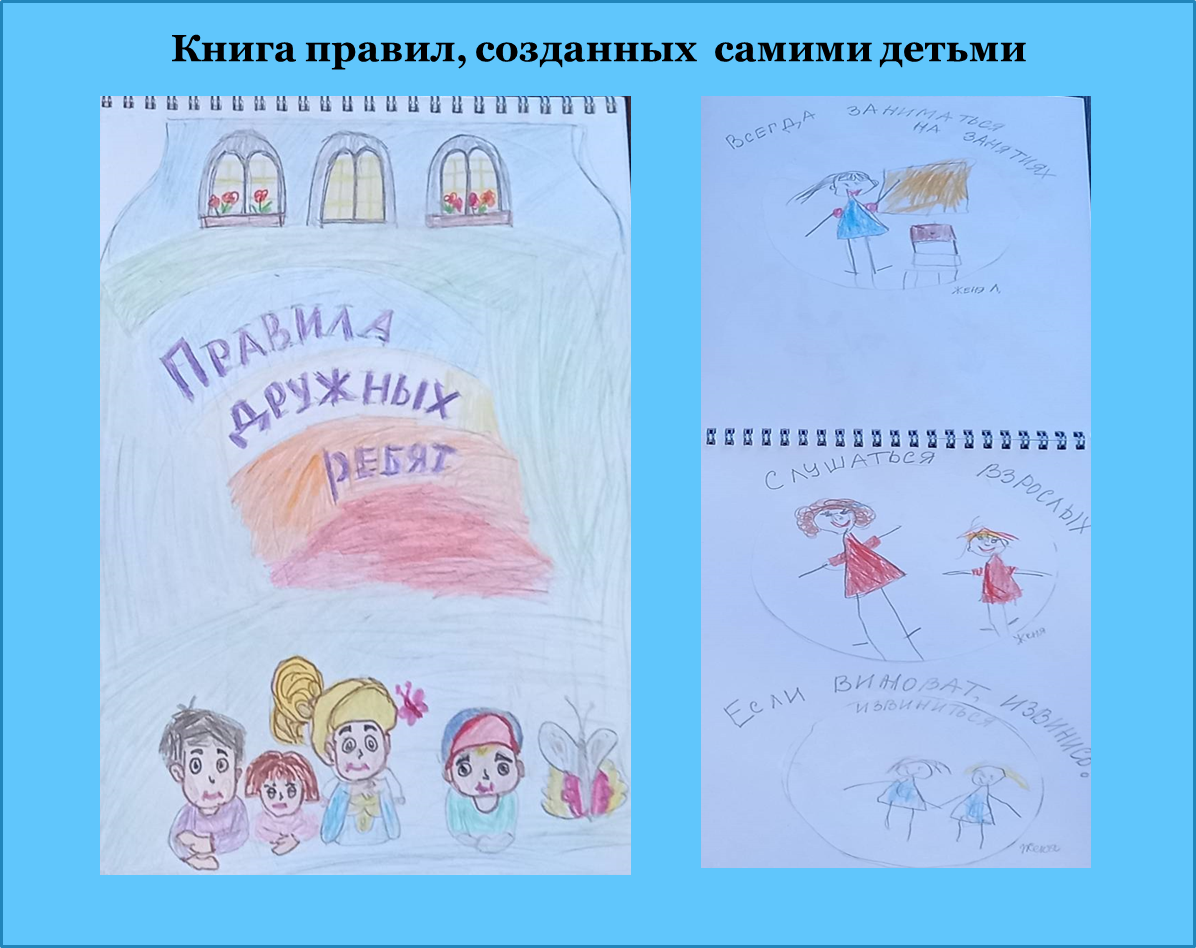 Книга правил, созданных самими детьми
ПРАВИЛА
ДРУЖНЫХ
РЕБЯТ
ВСЕГДА ЗАНИМАТЬСЯ
НА ЗАНЯТИЯХ
ЖЕНЯ Л.
СЛУШАТЬСЯ ВЗРОСЛЫХ
ЖЕНЯ
ЕСЛИ ВИНОВАТ, ИЗВИНИСЬ.
ИЗВИНИТЬСЯ
Женя